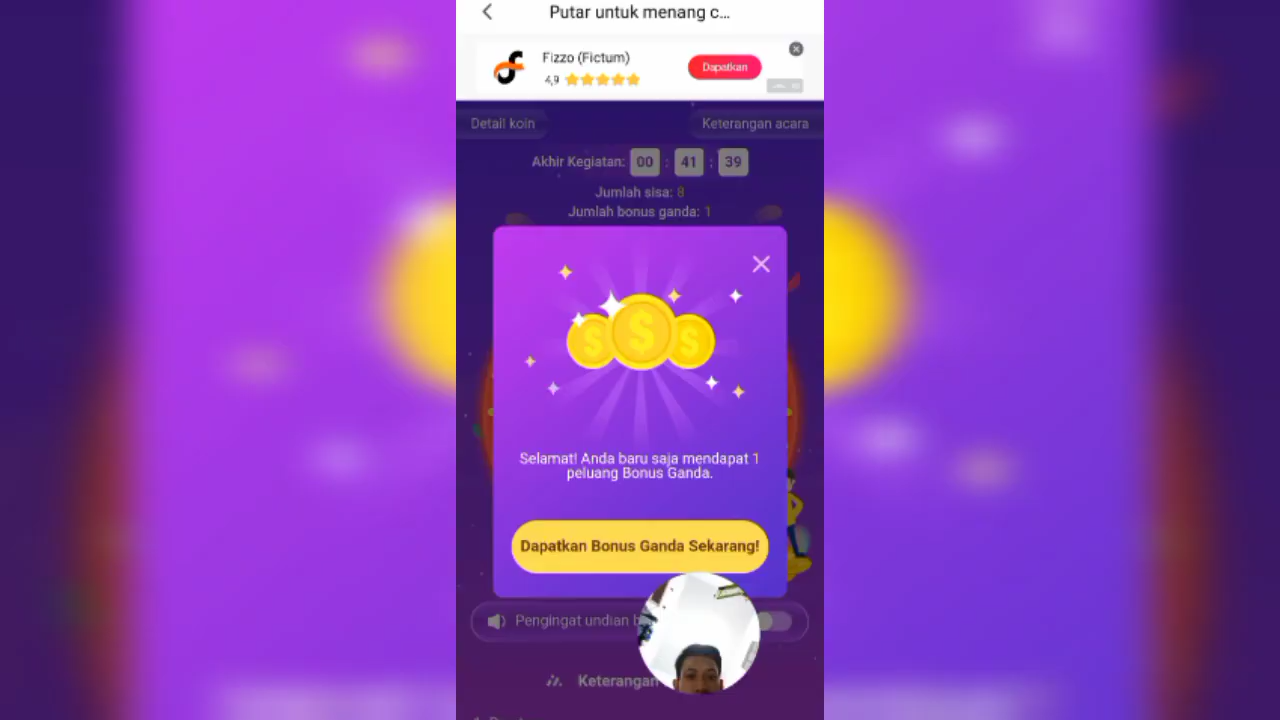 Putar untuk menang c...
Fizzo (Fictum)
4,9
Dapatkan
Detail koin
Keterangan acara
Akhir Kegiatan: 00 : 41 : 39
Jumlah sisa: 8
Jumlah bonus ganda: 1
Selamat! Anda baru saja mendapat 1
peluang Bonus Ganda.
Dapatkan Bonus Ganda Sekarang!
Pengingat undian
Keterangan